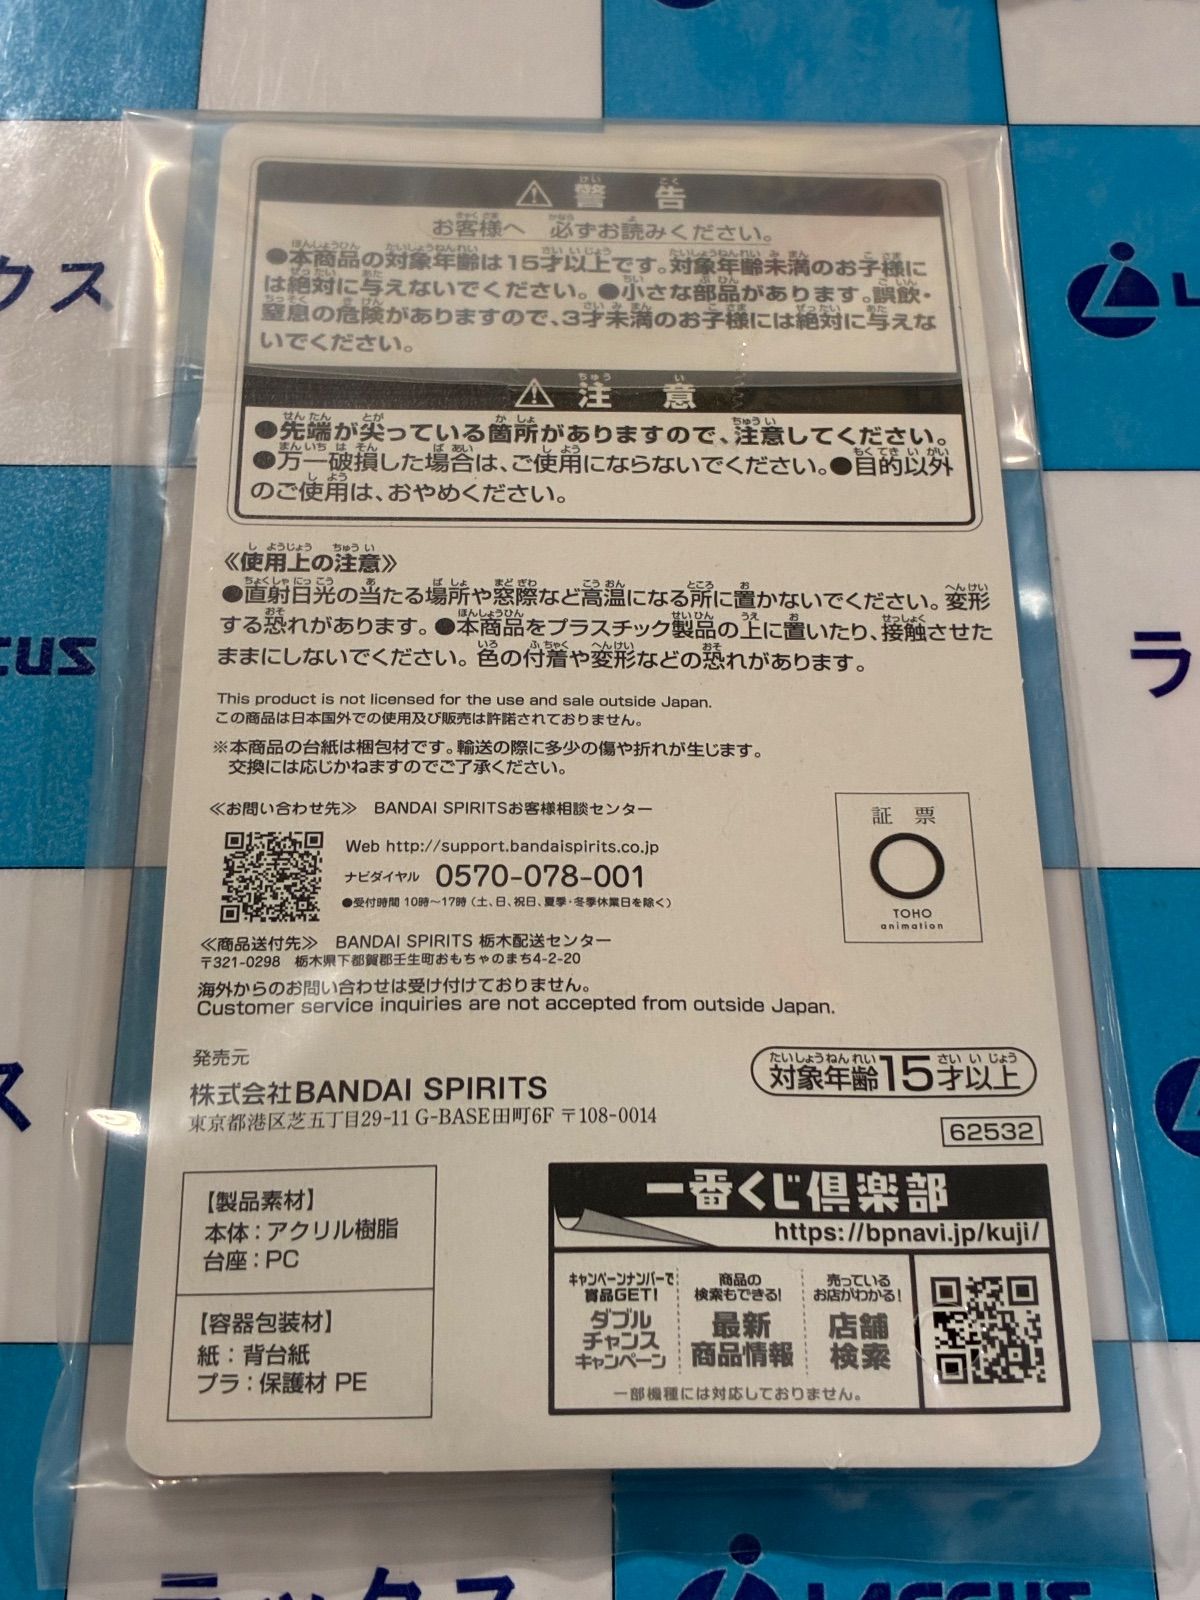 警告
お客様へ 必ずお読みください。
●本商品の対象年齢は15才以上です。対象年齢未満のお子様に
は絶対に与えないでください。●小さな部品があります。誤飲・
窒息の危険がありますので、3才未満のお子様には絶対に与えな
いでください。
注意
●先端が尖っている箇所がありますので、注意してください。
●万一破損した場合は、ご使用にならないでください。●目的以外
のご使用は、おやめください。
《使用上の注意》
●直射日光の当たる場所や窓際など高温になる所に置かないでください。変形
する恐れがあります。●本商品をプラスチック製品の上に置いたり、接触させた
ままにしないでください。色の付着や変形などの恐れがあります。
This product is not licensed for the use and sale outside Japan.
この商品は日本国外での使用及び販売は許諾されておりません。
※本商品の台紙は梱包材です。輸送の際に多少の傷や折れが生じます。
交換には応じかねますのでご了承ください。
≪お問い合わせ先≫ BANDAI SPIRITSお客様相談センター
Web http://support.bandaispirits.co.jp
ナビダイヤル 0570-078-001
●受付時間 10時～17時（土、日、祝日、夏季・冬季休業日を除く）
証票
TOHO
animation
≪商品送付先≫ BANDAI SPIRITS 栃木配送センター
〒321-0298 栃木県下都賀郡壬生町おもちゃのまち4-2-20
海外からのお問い合わせは受け付けておりません。
Customer service inquiries are not accepted from outside Japan.
発売元
株式会社BANDAI SPIRITS
東京都港区芝五丁目29-11 G-BASE田町6F 〒108-0014
対象年齢15才以上
62532
【製品素材】
本体：アクリル樹脂
台座：PC
【容器包装材】
紙：背台紙
プラ：保護材 PE
一番くじ倶楽部
https://bpnavi.jp/kuji/
キャンペーンナンバーで
賞品GET!
ダブル
チャンス
キャンペーン
商品の
検索もできる!
最新
商品情報
売っている
お店がわかる!
店舗
検索
一部機種には対応しておりません。
ラックス